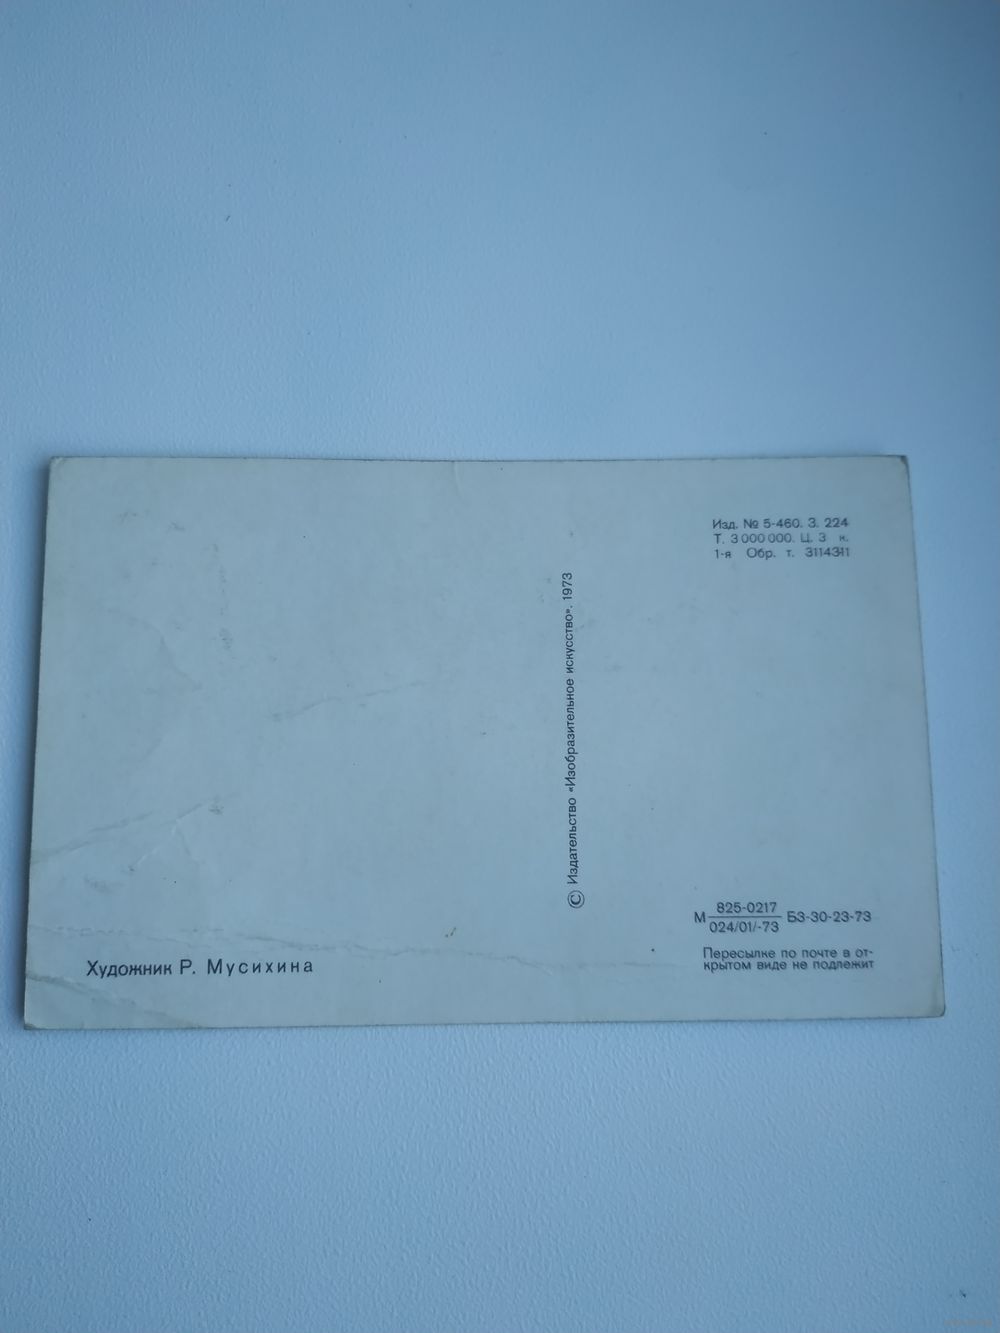 Изд. № 5-460. З. 224
Т. 3 000 000. Ц. 3 к.
1-я Обр. т. 3114311
© Издательство «Изобразительное искусство». 1973
М 825-0217 БЗ-30-23-73
024/01/-73
Пересылке по почте в от-
крытом виде не подлежит
Художник Р. Мусихина